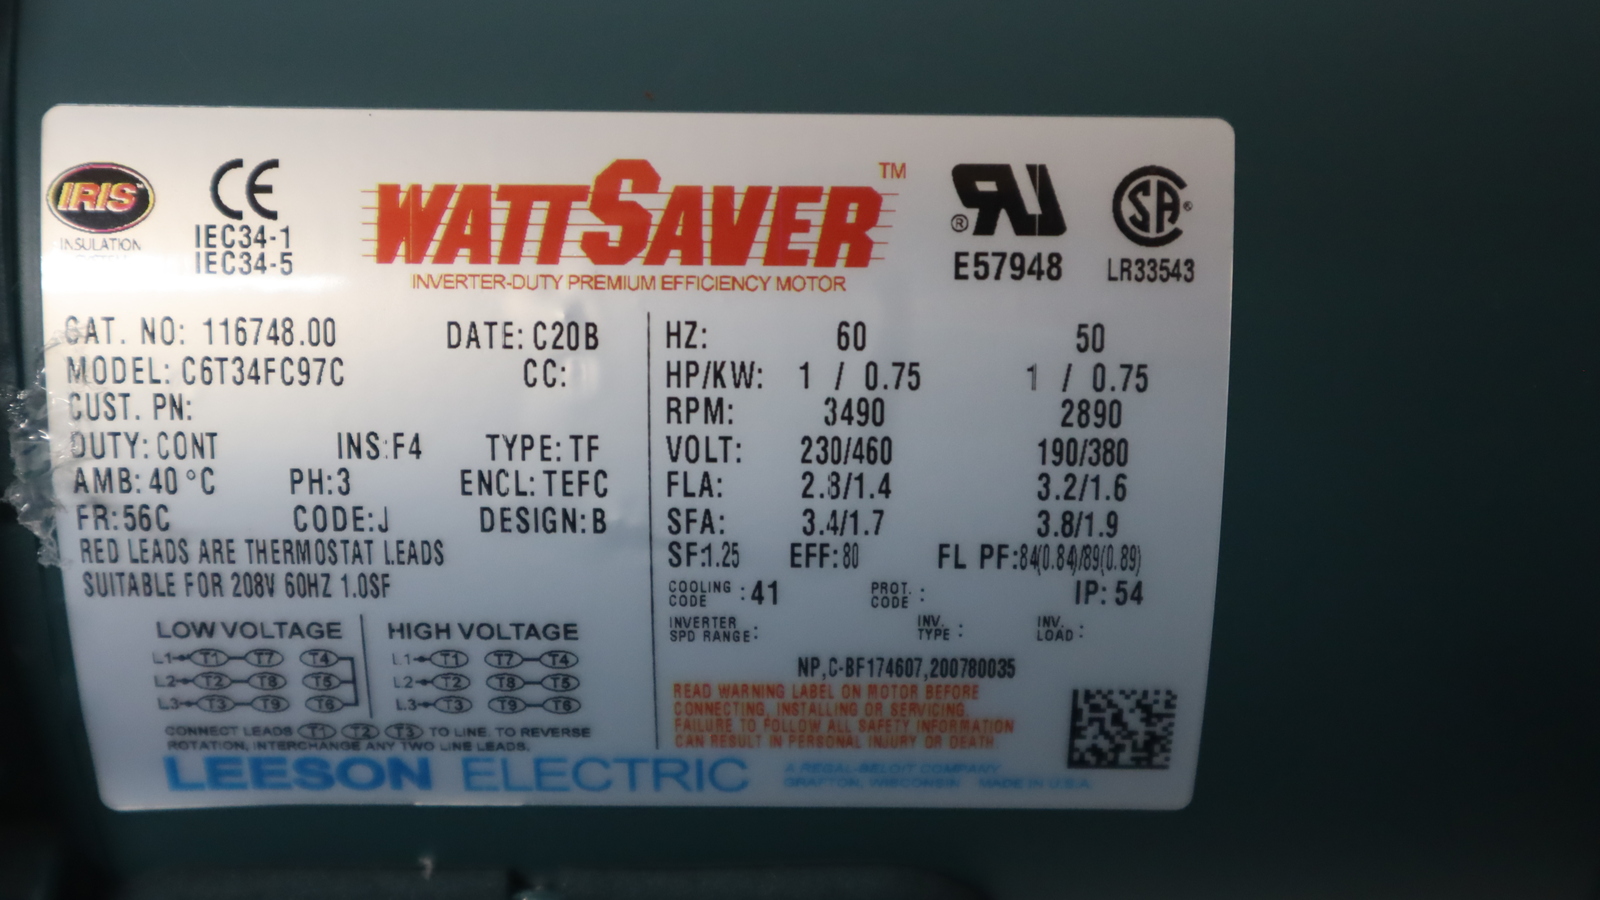 IRIS
INSULATION
CE
IEC34-1
IEC34-5
WATTSAVER™
INVERTER-DUTY PREMIUM EFFICIENCY MOTOR
® RU
E57948
SA®
LR33543
CAT. NO: 116748.00 DATE: C20B
MODEL: C6T34FC97C CC:
CUST. PN:
DUTY: CONT INS:F4 TYPE: TF
AMB: 40 °C PH:3 ENCL: TEFC
FR:56C CODE:J DESIGN:B
RED LEADS ARE THERMOSTAT LEADS
SUITABLE FOR 208V 60HZ 1.0SF
LOW VOLTAGE
L1 T1 T7 T4
L2 T2 T8 T5
L3 T3 T9 T6
HIGH VOLTAGE
L1 T1 T7 T4
L2 T2 T8 T5
L3 T3 T9 T6
CONNECT LEADS T1 T2 T3 TO LINE, TO REVERSE
ROTATION, INTERCHANGE ANY TWO LINE LEADS.
HZ: 60 50
HP/KW: 1 / 0.75 1 / 0.75
RPM: 3490 2890
VOLT: 230/460 190/380
FLA: 2.8/1.4 3.2/1.6
SFA: 3.4/1.7 3.8/1.9
SF:1.25 EFF:80 FL PF:84(0.84)/89(0.89)
COOLING CODE :41 PROT. CODE : IP: 54
INVERTER SPD RANGE: INV. TYPE : INV. LOAD :
NP,C-BF174607,200780035
READ WARNING LABEL ON MOTOR BEFORE
CONNECTING, INSTALLING OR SERVICING.
FAILURE TO FOLLOW ALL SAFETY INFORMATION
CAN RESULT IN PERSONAL INJURY OR DEATH.
LEESON ELECTRIC
A REGAL-BELOIT COMPANY
GRAFTON, WISCONSIN MADE IN U.S.A.